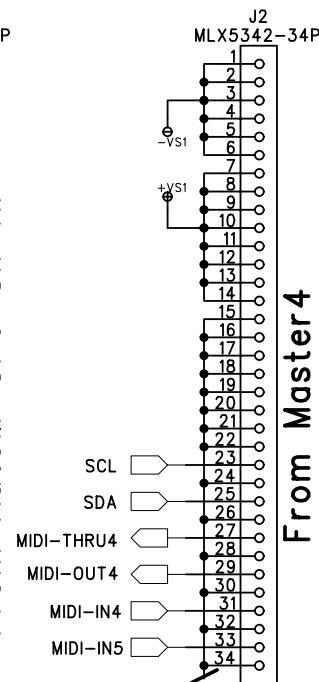 P
J2
MLX5342-34P
1
2
3
4
5
6
-VS1
7
8
+VS1
9
10
11
12
13
14
15
16
17
18
19
20
21
22
SCL 23
24
SDA 25
26
MIDI-THRU4 27
28
MIDI-OUT4 29
30
MIDI-IN4 31
32
MIDI-IN5 33
34
From Master4